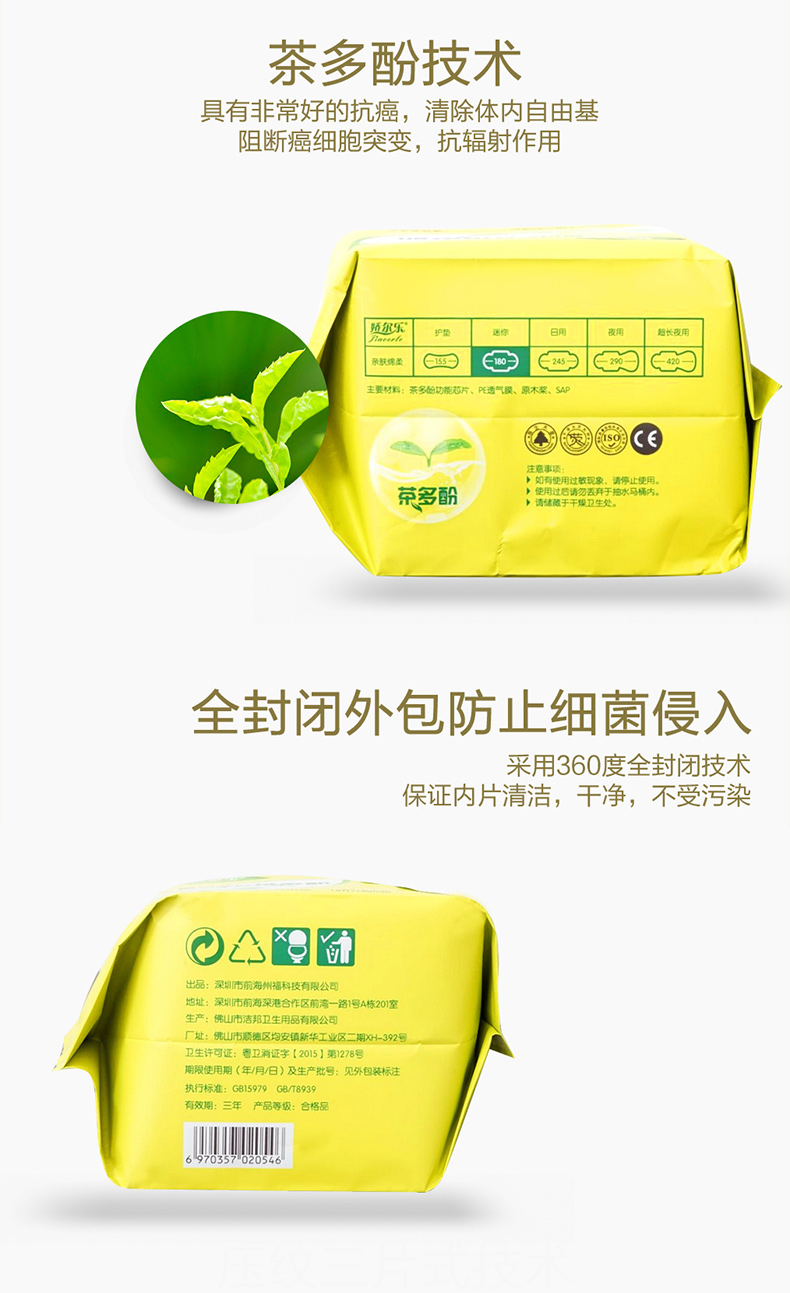 茶多酚技术
具有非常好的抗癌，清除体内自由基
阻断癌细胞突变，抗辐射作用
娇尔乐®
护垫 迷你 日用 夜用 超长夜用
亲肤绵柔 155 180 245 290 420
主要材料：茶多酚功能芯片、PE透气膜、原木浆、SAP
ISO CE
茶多酚
注意事项：
如有使用过敏现象、请停止使用。
使用过后请勿丢弃于抽水马桶内。
请储藏于干燥卫生处。
全封闭外包防止细菌侵入
采用360度全封闭技术
保证内片清洁，干净，不受污染
出品：深圳市前海州福科技有限公司
地址：深圳市前海深港合作区前湾一路1号A栋201室
生产：佛山市洁邦卫生用品有限公司
厂址：佛山市顺德区均安镇新华工业区二期XH-392号
卫生许可证：粤卫消证字【2015】第1278号
期限使用期（年/月/日）及生产批号：见外包装标注
执行标准：GB15979 GB/T8939
有效期：三年 产品等级：合格品
6 970357 020546
压纹三片式技术